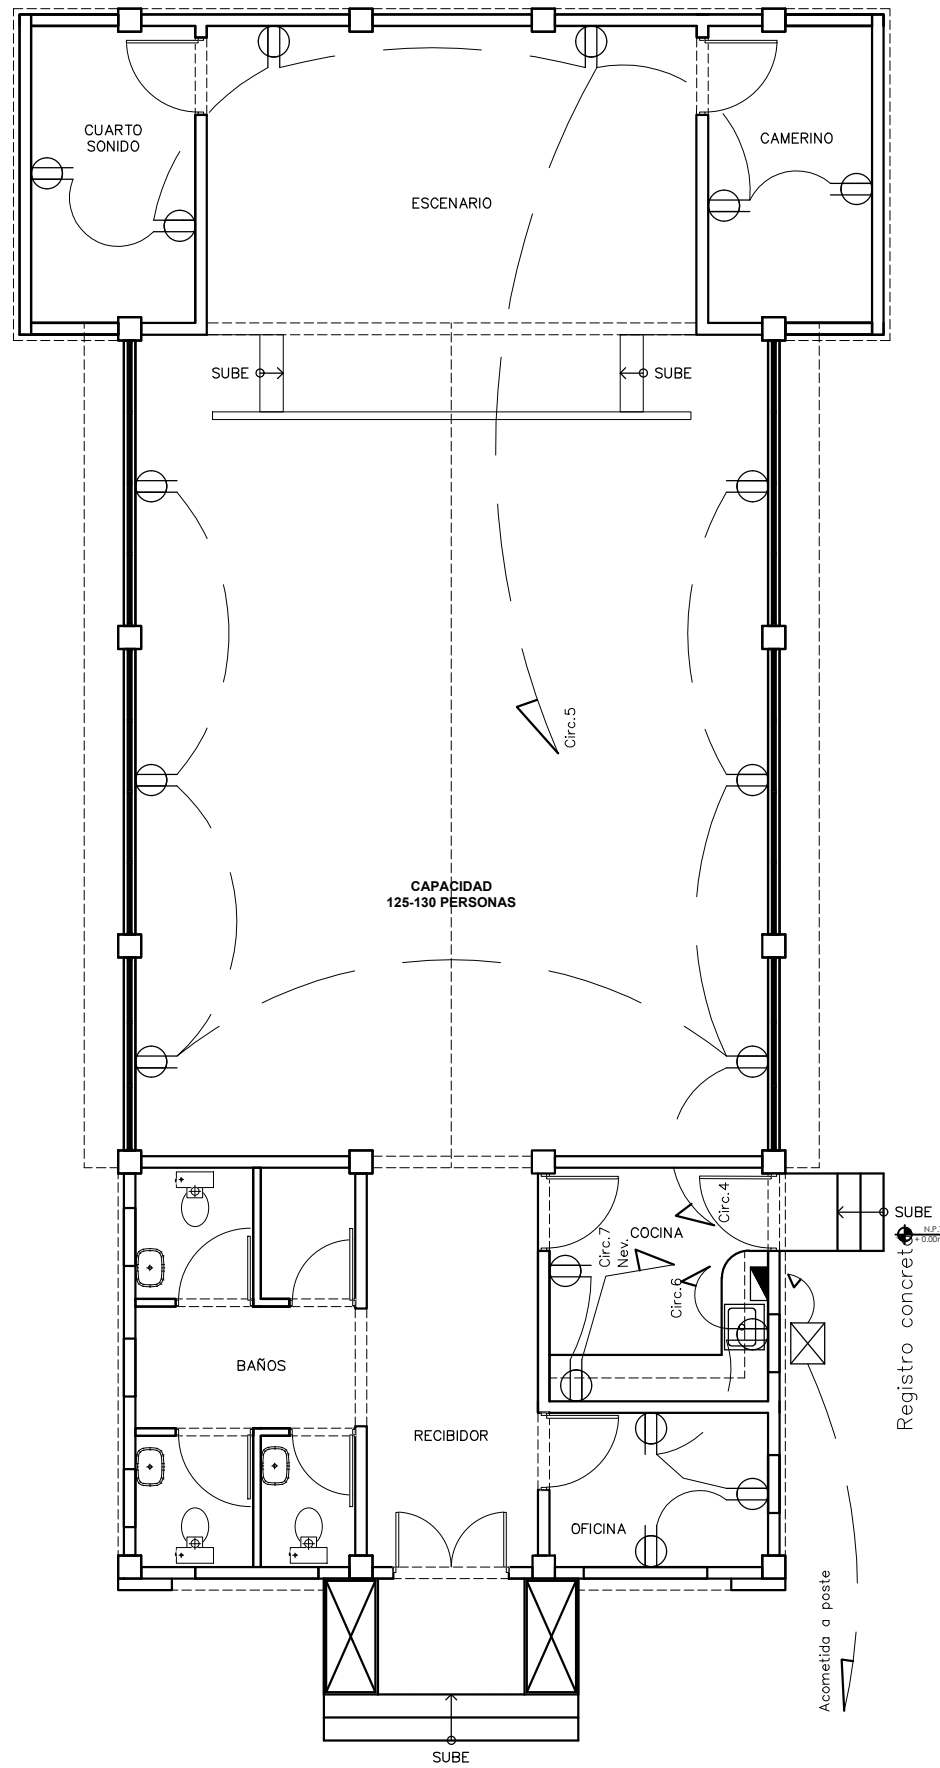 CUARTO
SONIDO
CAMERINO
ESCENARIO
SUBE
SUBE
Circ.5
CAPACIDAD
125-130 PERSONAS
Circ.4
SUBE
COCINA
Circ.7
Nev.
Circ.6
Registro concreto
BAÑOS
RECIBIDOR
OFICINA
Acometida a poste
SUBE